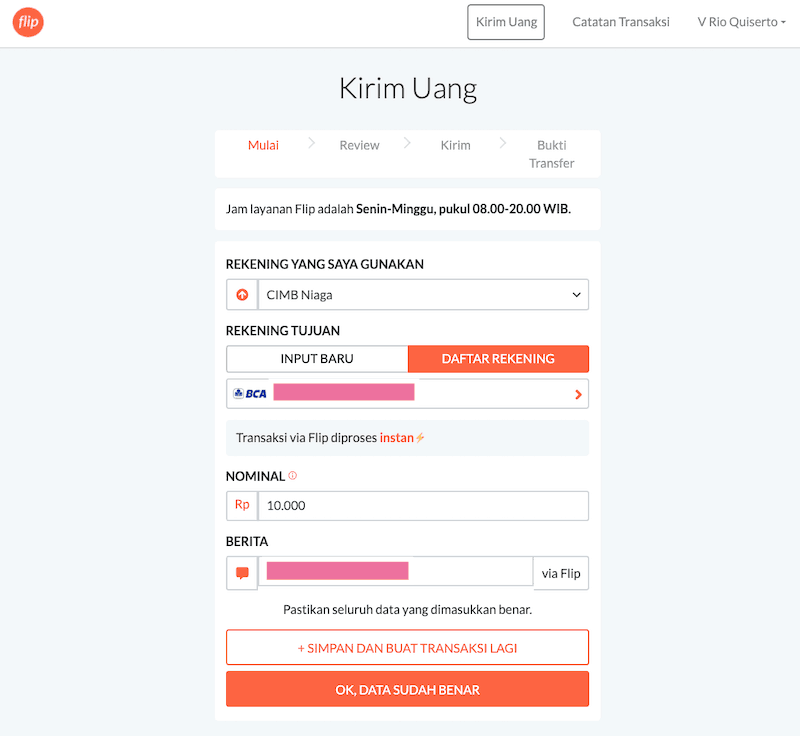 flip
Kirim Uang
Catatan Transaksi
V Rio Quiserto
Kirim Uang
Mulai
Review
Kirim
Bukti
Transfer
Jam layanan Flip adalah Senin-Minggu, pukul 08.00-20.00 WIB.
REKENING YANG SAYA GUNAKAN
CIMB Niaga
REKENING TUJUAN
INPUT BARU
DAFTAR REKENING
BCA
Transaksi via Flip diproses instan⚡
NOMINAL
Rp 10.000
BERITA
via Flip
Pastikan seluruh data yang dimasukkan benar.
+ SIMPAN DAN BUAT TRANSAKSI LAGI
OK, DATA SUDAH BENAR